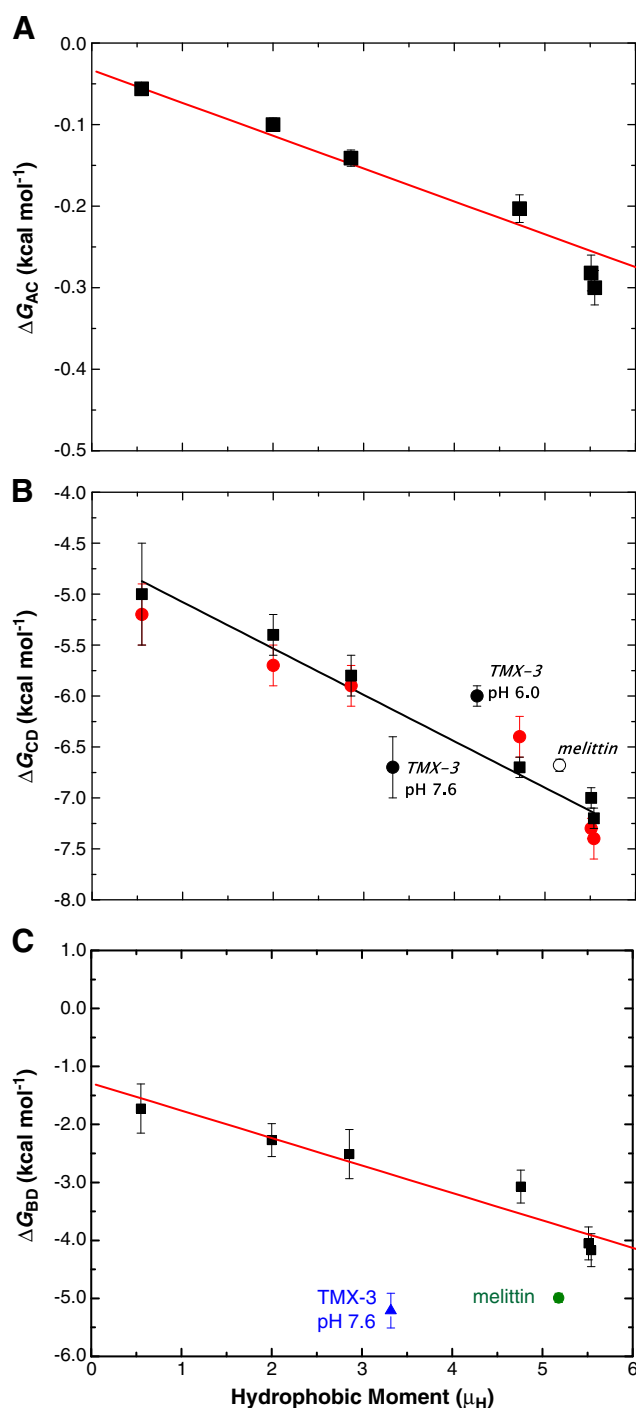 A
0.0
-0.1
-0.2
-0.3
-0.4
-0.5
ΔG_AC (kcal mol⁻¹)
B
-4.0
-4.5
-5.0
-5.5
-6.0
-6.5
-7.0
-7.5
-8.0
ΔG_CD (kcal mol⁻¹)
TMX-3
pH 6.0
TMX-3
pH 7.6
melittin
C
1.0
0.0
-1.0
-2.0
-3.0
-4.0
-5.0
-6.0
ΔG_BD (kcal mol⁻¹)
TMX-3
pH 7.6
melittin
0 1 2 3 4 5 6
Hydrophobic Moment (μ_H)